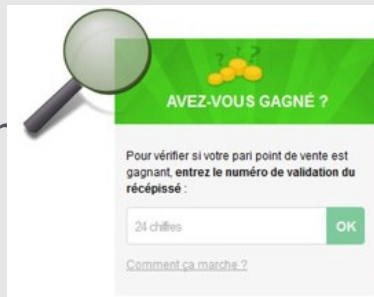 ? ? ?
AVEZ-VOUS GAGNÉ ?
Pour vérifier si votre pari point de vente est
gagnant, entrez le numéro de validation du
récépissé :
24 chiffres
OK
Comment ça marche ?